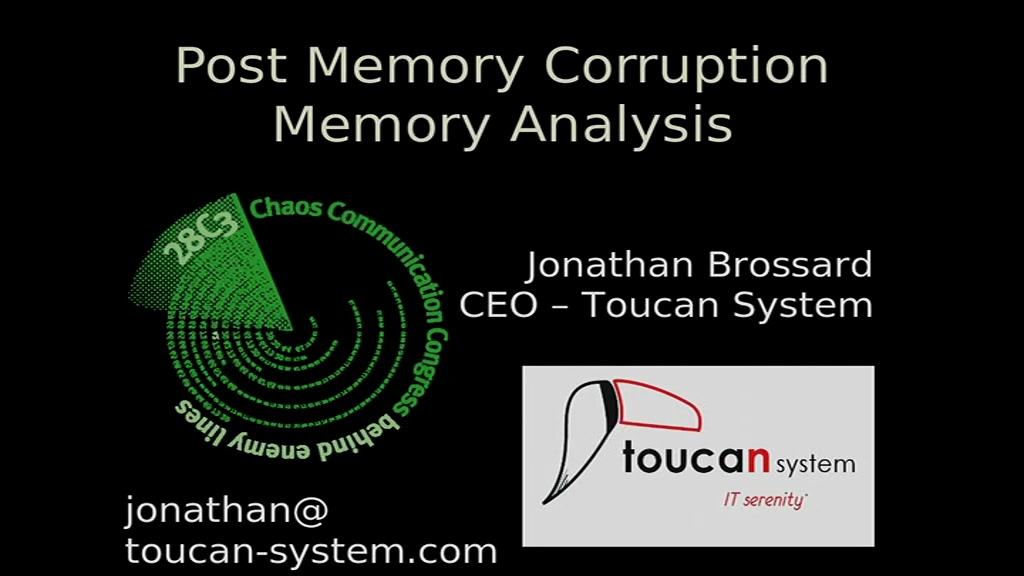 Post Memory Corruption
Memory Analysis
28C3
Chaos Communication Congress
behind enemy lines
Jonathan Brossard
CEO – Toucan System
toucan system
IT serenity
jonathan@
toucan-system.com